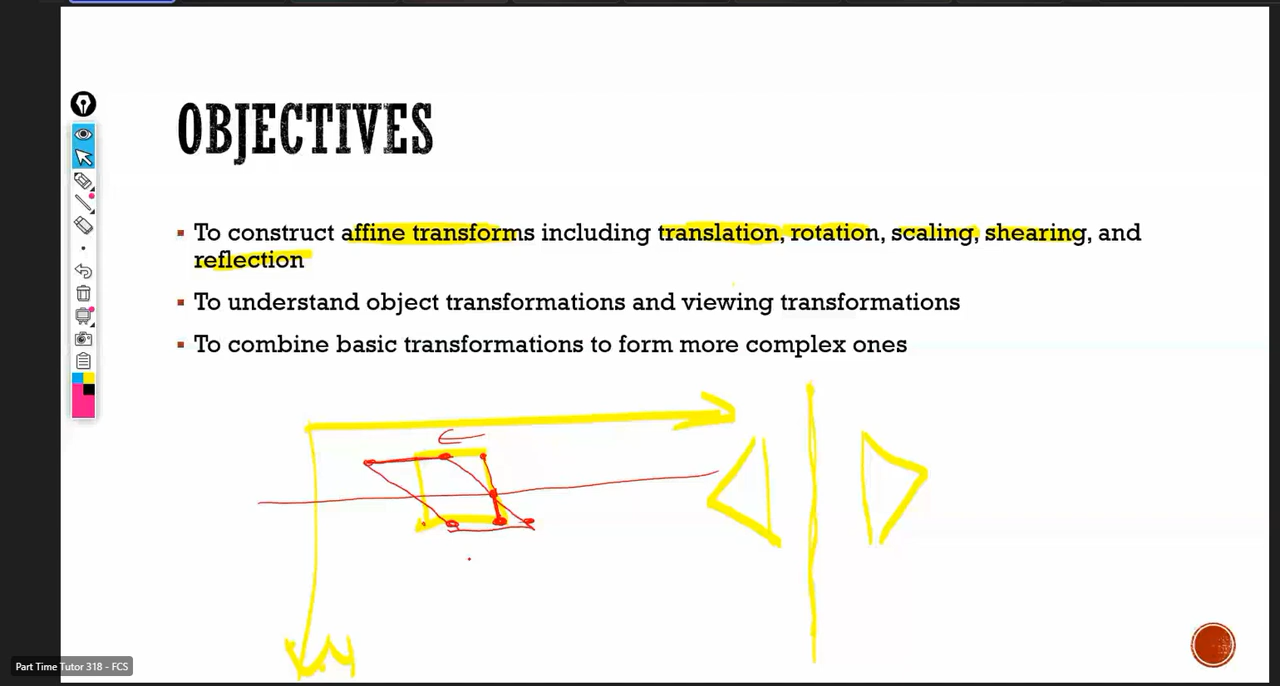 OBJECTIVES
To construct affine transforms including translation, rotation, scaling, shearing, and
reflection
To understand object transformations and viewing transformations
To combine basic transformations to form more complex ones
Part Time Tutor 318 - FCS